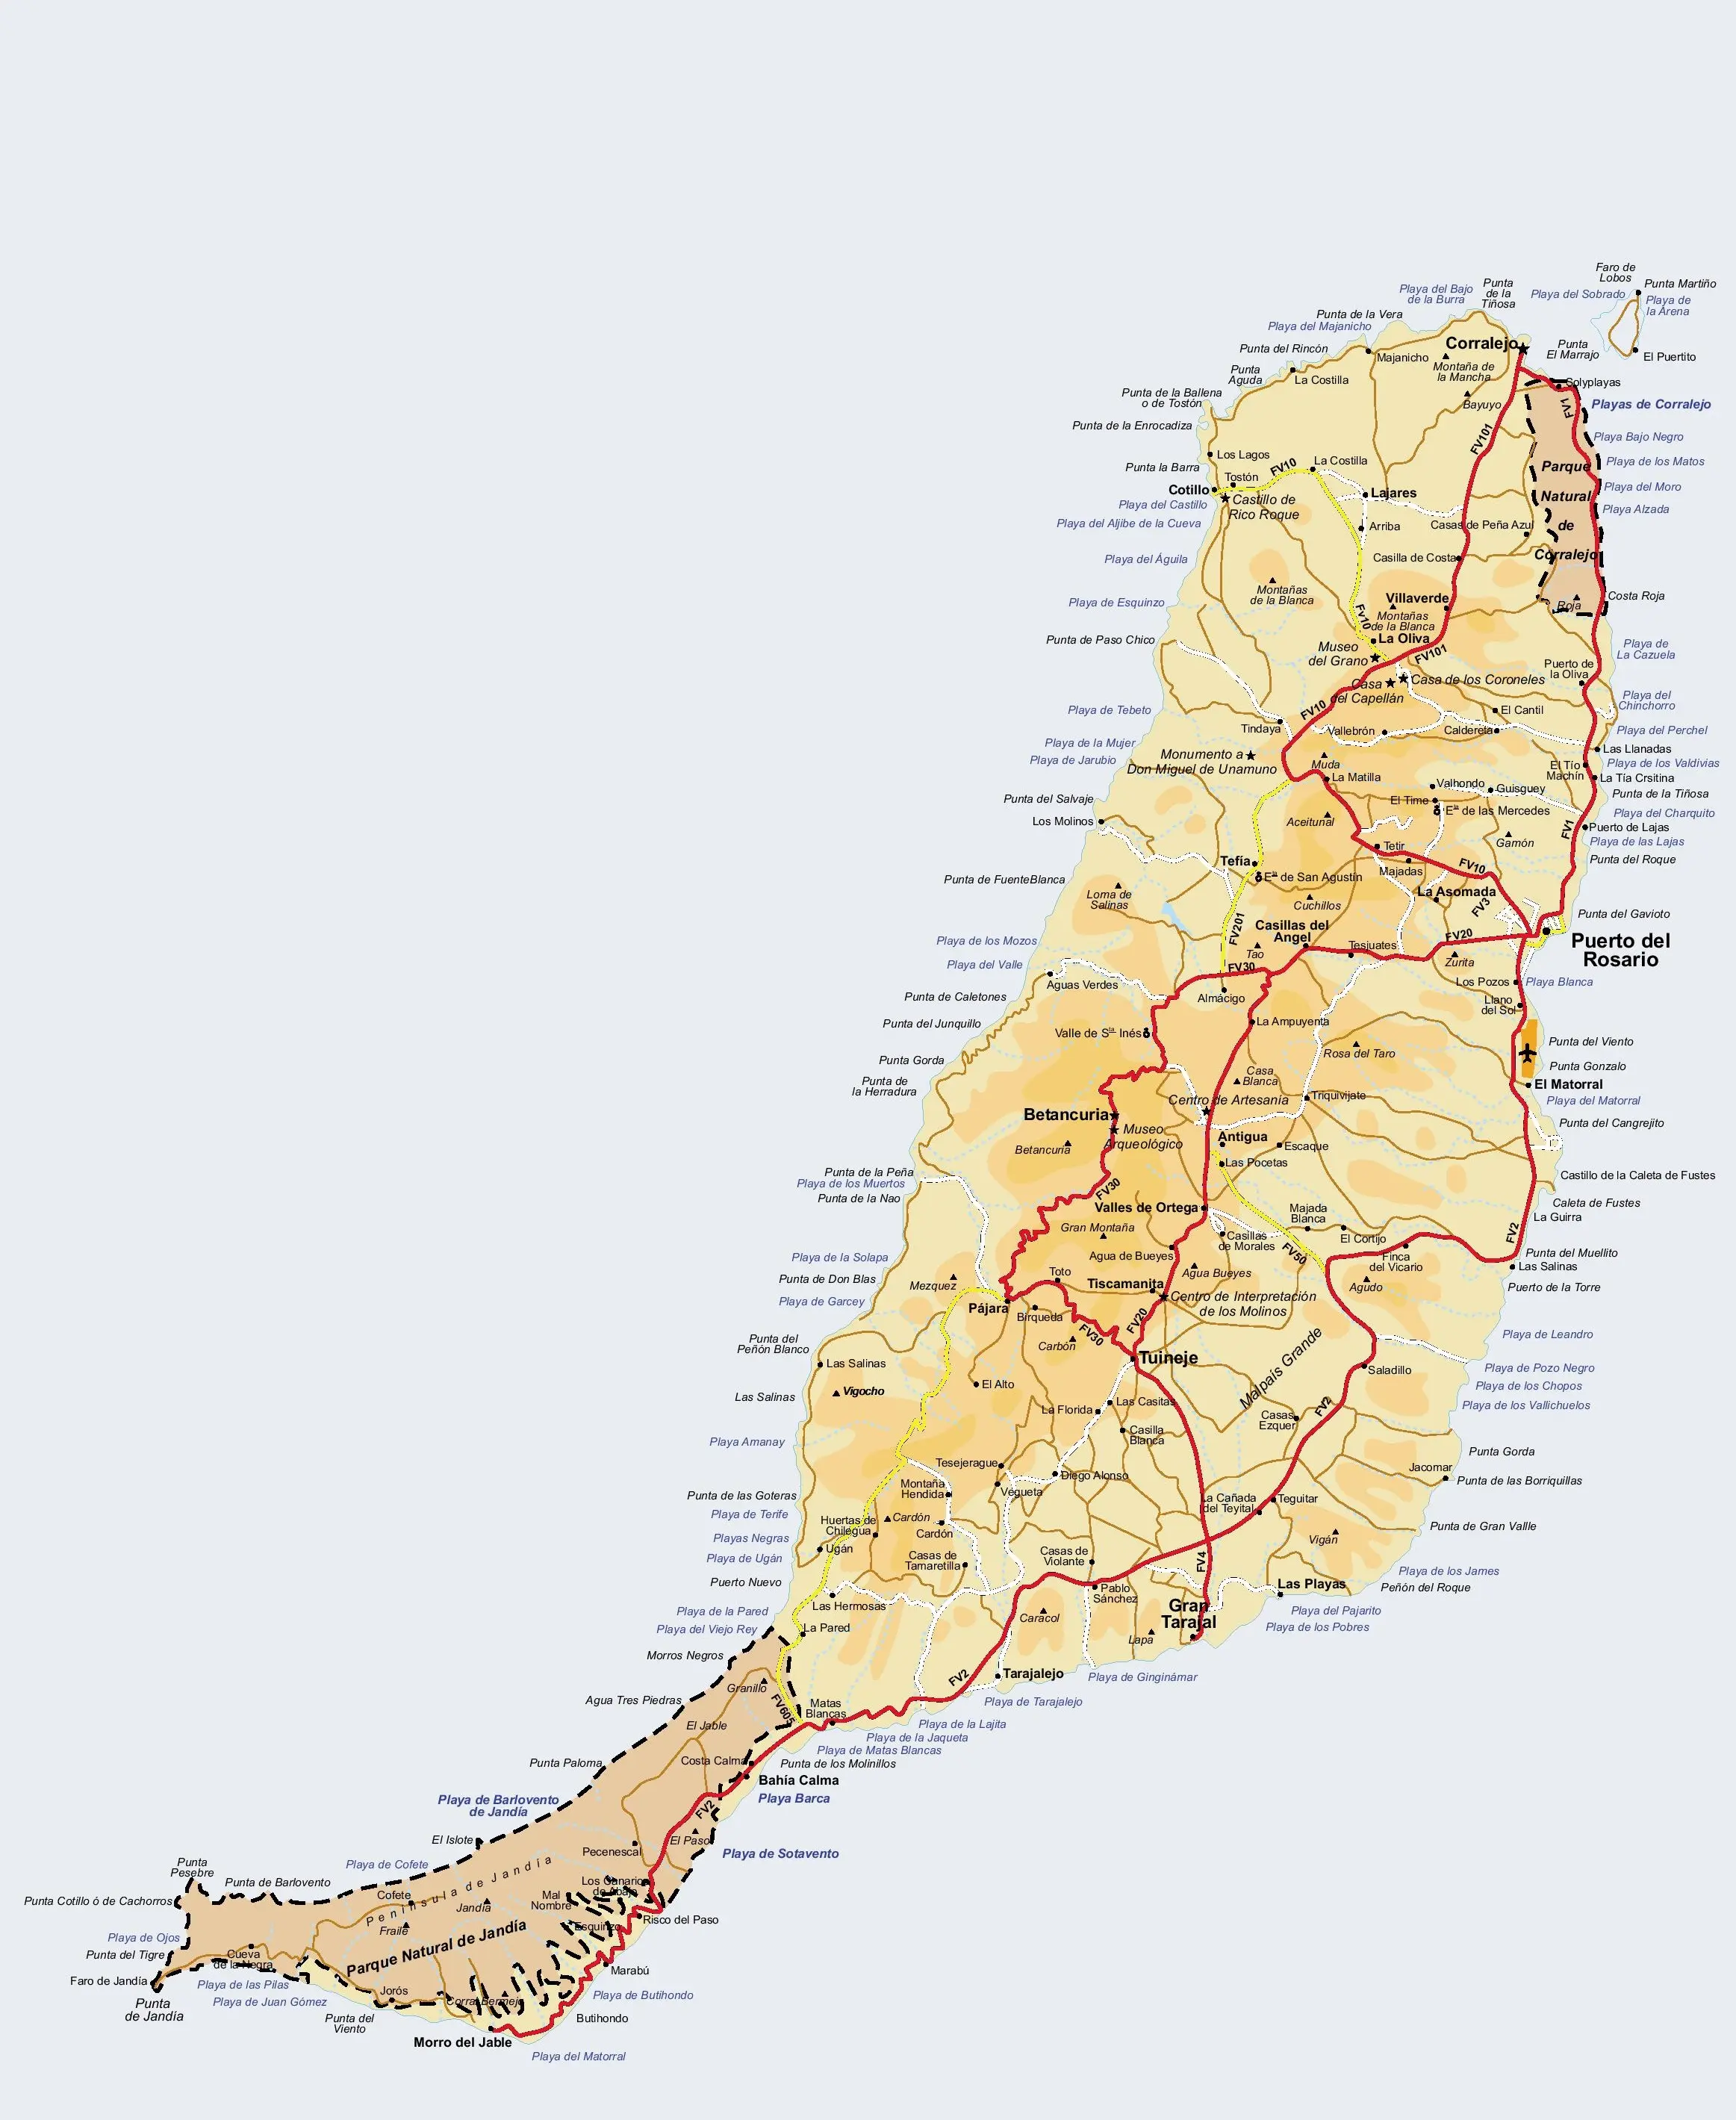 Faro de
Lobos
Punta Martiño
Playa del Sobrado
Playa de
la Arena
El Puertito
Punta
El Marrajo
Playa del Bajo
de la Burra
Punta
de la
Tiñosa
Punta de la Vera
Playa del Majanicho
Punta del Rincón
Majanicho
Corralejo
Montaña de
la Mancha
Bayuyo
Solyplayas
Punta
Aguda
La Costilla
Punta de la Ballena
o de Tostón
Punta de la Enrocadiza
Playas de Corralejo
FV1
FV101
Playa Bajo Negro
Los Lagos
Punta la Barra
Tostón
FV10
La Costilla
Parque
Natural
de
Corralejo
Playa de los Matos
Playa del Moro
Playa Alzada
Cotillo
Castillo de
Rico Roque
Playa del Castillo
Lajares
Playa del Aljibe de la Cueva
Arriba
Casas de Peña Azul
Playa del Águila
Casilla de Costa
Montañas
de la Blanca
Playa de Esquinzo
Villaverde
Montañas
de la Blanca
Roja
Costa Roja
Fv10
La Oliva
Punta de Paso Chico
Museo
del Grano
FV101
Playa de
La Cazuela
Puerto de
la Oliva
Casa
del Capellán
Casa de los Coroneles
Playa del
Chinchorro
Playa de Tebeto
FV10
El Cantil
Tindaya
Vallebrón
Caldereta
Playa del Perchel
Playa de la Mujer
Playa de Jarubio
Monumento a
Don Miguel de Unamuno
Muda
La Matilla
Las Llanadas
El Tío
Machín
Playa de los Valdivias
La Tía Crsitina
Valhondo
Guisguey
Punta de la Tiñosa
Punta del Salvaje
El Time
Eta de las Mercedes
Playa del Charquito
Los Molinos
Aceitunal
FV1
Puerto de Lajas
Playa de las Lajas
Gamón
Tetir
Tefía
Majadas
FV10
Punta del Roque
Punta de FuenteBlanca
Eta de San Agustín
Loma de
Salinas
Cuchillos
La Asomada
FV3
Punta del Gavioto
FV201
Casillas del
Angel
Tao
Tesjuates
FV20
Puerto del
Rosario
Playa de los Mozos
Playa del Valle
FV30
Zurita
Aguas Verdes
Almácigo
Los Pozos
Playa Blanca
Punta de Caletones
Llano
del Sol
Punta del Junquillo
Valle de Sta Inés
La Ampuyenta
Rosa del Taro
Punta del Viento
Punta Gorda
Punta Gonzalo
Casa
Blanca
El Matorral
Punta de
la Herradura
Centro de Artesanía
Triquivijate
Playa del Matorral
Betancuria
Museo
Arqueológico
Betancuria
Antigua
Escaque
Punta del Cangrejito
Las Pocetas
Punta de la Peña
Playa de los Muertos
Punta de la Nao
FV30
Castillo de la Caleta de Fustes
Caleta de Fustes
La Guirra
Valles de Ortega
Majada
Blanca
Gran Montaña
Casillas
de Morales
El Cortijo
FV2
Agua de Bueyes
FV50
Finca
del Vicario
Punta del Muellito
Las Salinas
Playa de la Solapa
Punta de Don Blas
Playa de Garcey
Mezquez
Toto
Tiscamanita
Agua Bueyes
Agudo
Puerto de la Torre
Pájara
Birqueda
Centro de Interpretación
de los Molinos
FV20
Carbón
FV30
Malpaís Grande
Playa de Leandro
Punta del
Peñón Blanco
Tuineje
Las Salinas
Playa de Pozo Negro
Saladillo
Vigocho
El Alto
Playa de los Chopos
Las Salinas
La Florida
Las Casitas
Casas
Ezquer
FV2
Playa de los Vallichuelos
Casilla
Blanca
Playa Amanay
Punta Gorda
Tesejerague
Jacomar
Diego Alonso
Montaña
Hendida
Vegueta
Punta de las Borriquillas
Punta de las Goteras
La Cañada
del Teyital
Teguitar
Playa de Terife
Huertas de
Chilegua
Cardón
Cardón
Vigán
Punta de Gran Vallle
Playas Negras
Ugán
Playa de Ugán
Casas de
Tamaretilla
Casas de
Violante
FV4
Playa de los James
Puerto Nuevo
Pablo
Sánchez
Las Playas
Peñón del Roque
Las Hermosas
Gran
Tarajal
Playa de la Pared
Caracol
Playa del Pajarito
Playa del Viejo Rey
La Pared
Lapa
Playa de los Pobres
Morros Negros
Tarajalejo
Playa de Ginginámar
Granillo
FV2
FV605
Agua Tres Piedras
Matas
Blancas
Playa de Tarajalejo
El Jable
Playa de la Lajita
Playa de la Jaqueta
Playa de Matas Blancas
Punta Paloma
Costa Calma
Punta de los Molinillos
Bahía Calma
Playa Barca
Playa de Barlovento
de Jandía
FV2
El Islote
El Paso
Playa de Sotavento
Pecenescal
Playa de Cofete
Punta
Pesebre
Punta de Barlovento
Península de Jandía
Los Canarios
de Abajo
Punta Cotillo ó de Cachorros
Cofete
Mal
Nombre
Jandía
Fraile
Esquinzo
Risco del Paso
Playa de Ojos
Parque Natural de Jandía
Punta del Tigre
Cueva
de la Negra
Marabú
Faro de Jandía
Playa de las Pilas
Jorós
Playa de Butihondo
Punta
de Jandía
Playa de Juan Gómez
Corral Bermejo
Punta del
Viento
Butihondo
Morro del Jable
Playa del Matorral